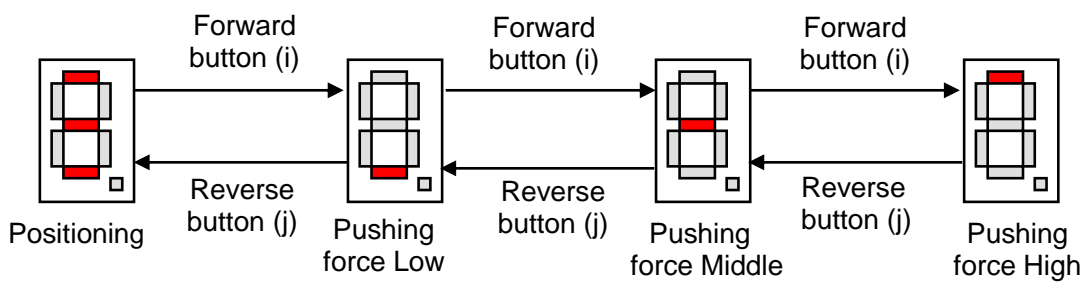 Forward
button (i)
Forward
button (i)
Forward
button (i)
Reverse
button (j)
Reverse
button (j)
Reverse
button (j)
Positioning
Pushing
force Low
Pushing
force Middle
Pushing
force High